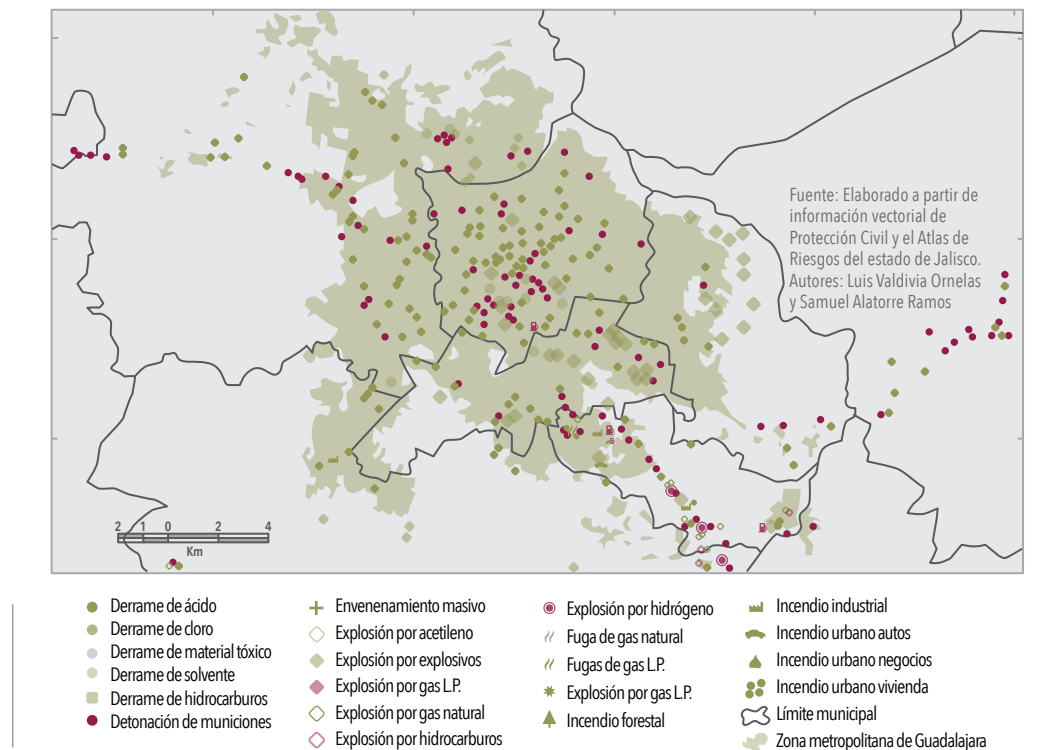 Fuente: Elaborado a partir de
información vectorial de
Protección Civil y el Atlas de
Riesgos del estado de Jalisco.
Autores: Luis Valdivia Ornelas
y Samuel Alatorre Ramos
2 1 0 2 4
Km
Derrame de ácido
Derrame de cloro
Derrame de material tóxico
Derrame de solvente
Derrame de hidrocarburos
Detonación de municiones
Envenenamiento masivo
Explosión por acetileno
Explosión por explosivos
Explosión por gas L.P.
Explosión por gas natural
Explosión por hidrocarburos
Explosión por hidrógeno
Fuga de gas natural
Fugas de gas L.P.
Explosión por gas L.P.
Incendio forestal
Incendio industrial
Incendio urbano autos
Incendio urbano negocios
Incendio urbano vivienda
Límite municipal
Zona metropolitana de Guadalajara